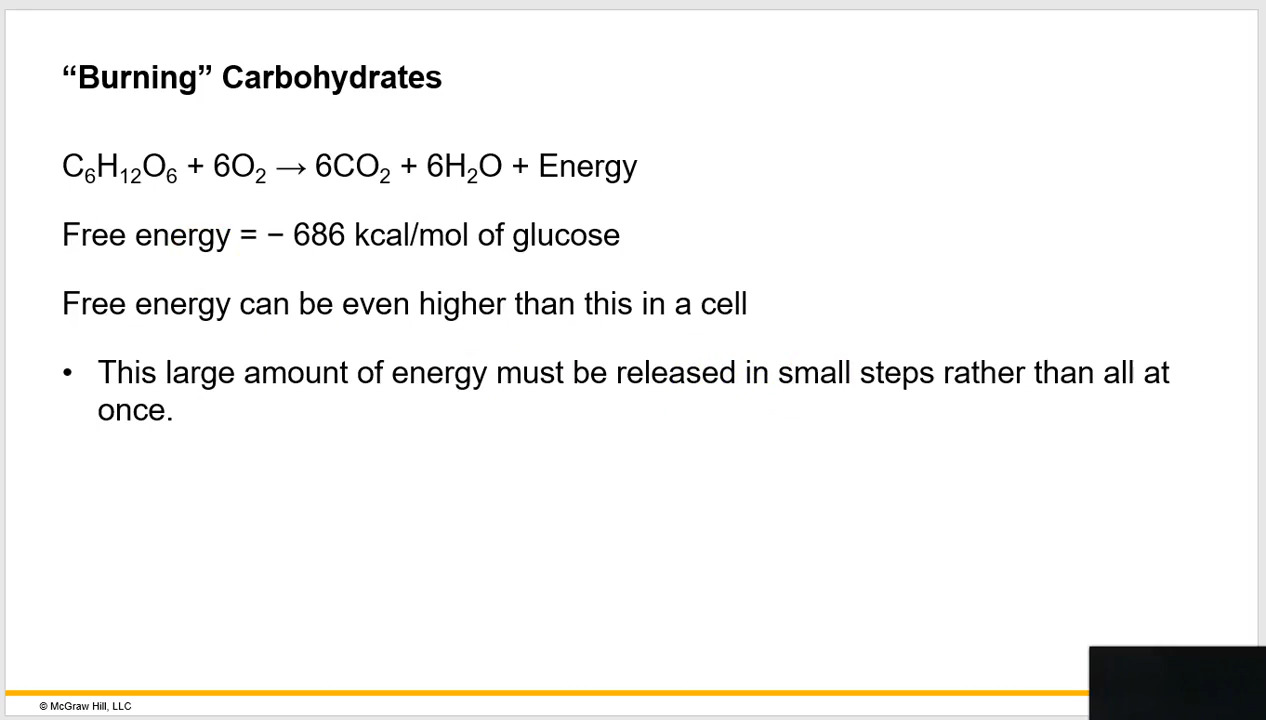 “Burning” Carbohydrates
C₆H₁₂O₆ + 6O₂ → 6CO₂ + 6H₂O + Energy
Free energy = − 686 kcal/mol of glucose
Free energy can be even higher than this in a cell
• This large amount of energy must be released in small steps rather than all at
once.
© McGraw Hill, LLC